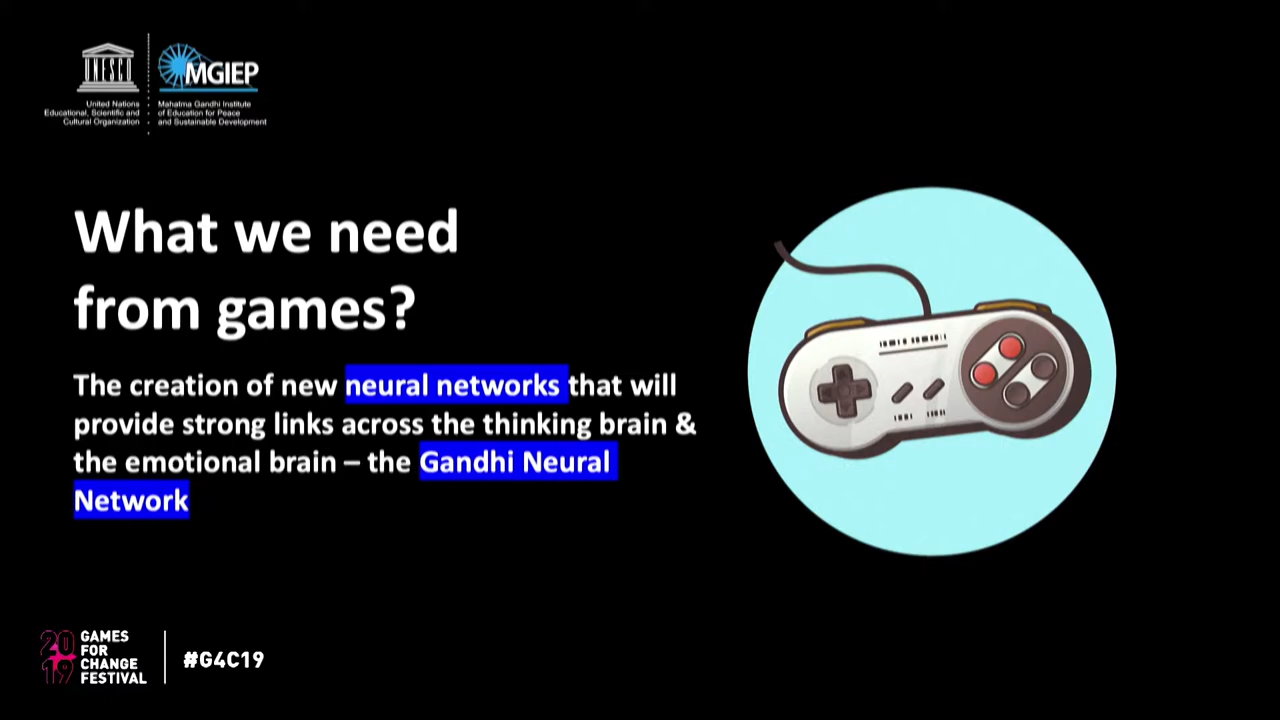 UNESCO
MGIEP
United Nations
Educational, Scientific and
Cultural Organization
Mahatma Gandhi Institute
of Education for Peace
and Sustainable Development
What we need
from games?
The creation of new neural networks that will
provide strong links across the thinking brain &
the emotional brain – the Gandhi Neural
Network
2019
GAMES
FOR
CHANGE
FESTIVAL
#G4C19